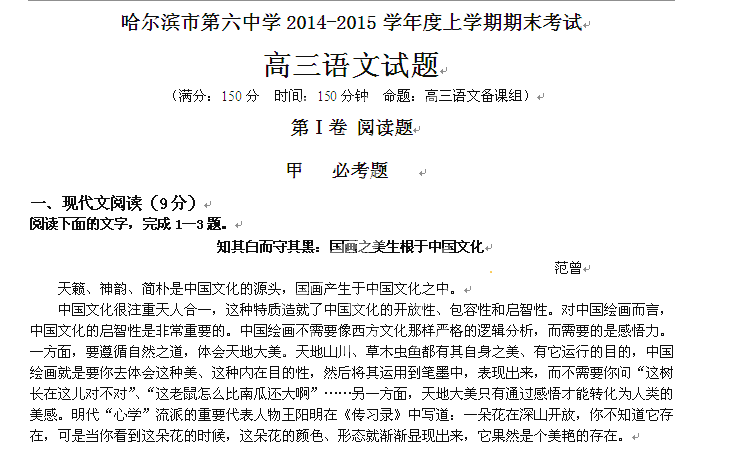 哈尔滨市第六中学 2014-2015 学年度上学期期末考试
高三语文试题
（满分：150 分 时间：150 分钟 命题：高三语文备课组）
第Ⅰ卷 阅读题
甲 必考题
一、现代文阅读（9 分）
阅读下面的文字，完成 1—3 题。
知其白而守其黑：国画之美生根于中国文化
范曾
天籁、神韵、简朴是中国文化的源头，国画产生于中国文化之中。
中国文化很注重天人合一，这种特质造就了中国文化的开放性、包容性和启智性。对中国绘画而言，
中国文化的启智性是非常重要的。中国绘画不需要像西方文化那样严格的逻辑分析，而需要的是感悟力。
一方面，要遵循自然之道，体会天地大美。天地山川、草木虫鱼都有其自身之美、有它运行的目的，中国
绘画就是要你去体会这种美、这种内在目的性，然后将其运用到笔墨中，表现出来，而不需要你问“这树
长在这儿对不对”、“这老鼠怎么比南瓜还大啊”……另一方面，天地大美只有通过感悟才能转化为人类的
美感。明代“心学”流派的重要代表人物王阳明在《传习录》中写道：一朵花在深山开放，你不知道它存
在，可是当你看到这朵花的时候，这朵花的颜色、形态就渐渐显现出来，它果然是个美艳的存在。